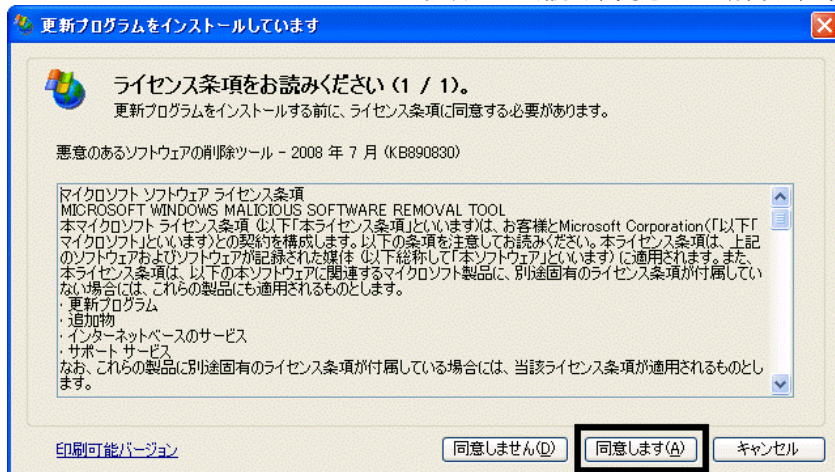 更新プログラムをインストールしています
ライセンス条項をお読みください (1 / 1)。
更新プログラムをインストールする前に、ライセンス条項に同意する必要があります。
悪意のあるソフトウェアの削除ツール - 2008 年 7 月 (KB890830)
マイクロソフト ソフトウェア ライセンス条項
MICROSOFT WINDOWS MALICIOUS SOFTWARE REMOVAL TOOL
本マイクロソフト ライセンス条項 (以下「本ライセンス条項」といいます)は、お客様とMicrosoft Corporation(「以下「
マイクロソフト」といいます)との契約を構成します。以下の条項を注意してお読みください。本ライセンス条項は、上記
のソフトウェアおよびソフトウェアが記録された媒体 (以下総称して「本ソフトウェア」といいます) に適用されます。また、
本ライセンス条項は、以下の本ソフトウェアに関連するマイクロソフト製品に、別途固有のライセンス条項が付属してい
ない場合には、これらの製品にも適用されるものとします。
・更新プログラム
・追加物
・インターネットベースのサービス
・サポート サービス
なお、これらの製品に別途固有のライセンス条項が付属している場合には、当該ライセンス条項が適用されるものとし
ます。
印刷可能バージョン
同意しません(D)
同意します(A)
キャンセル